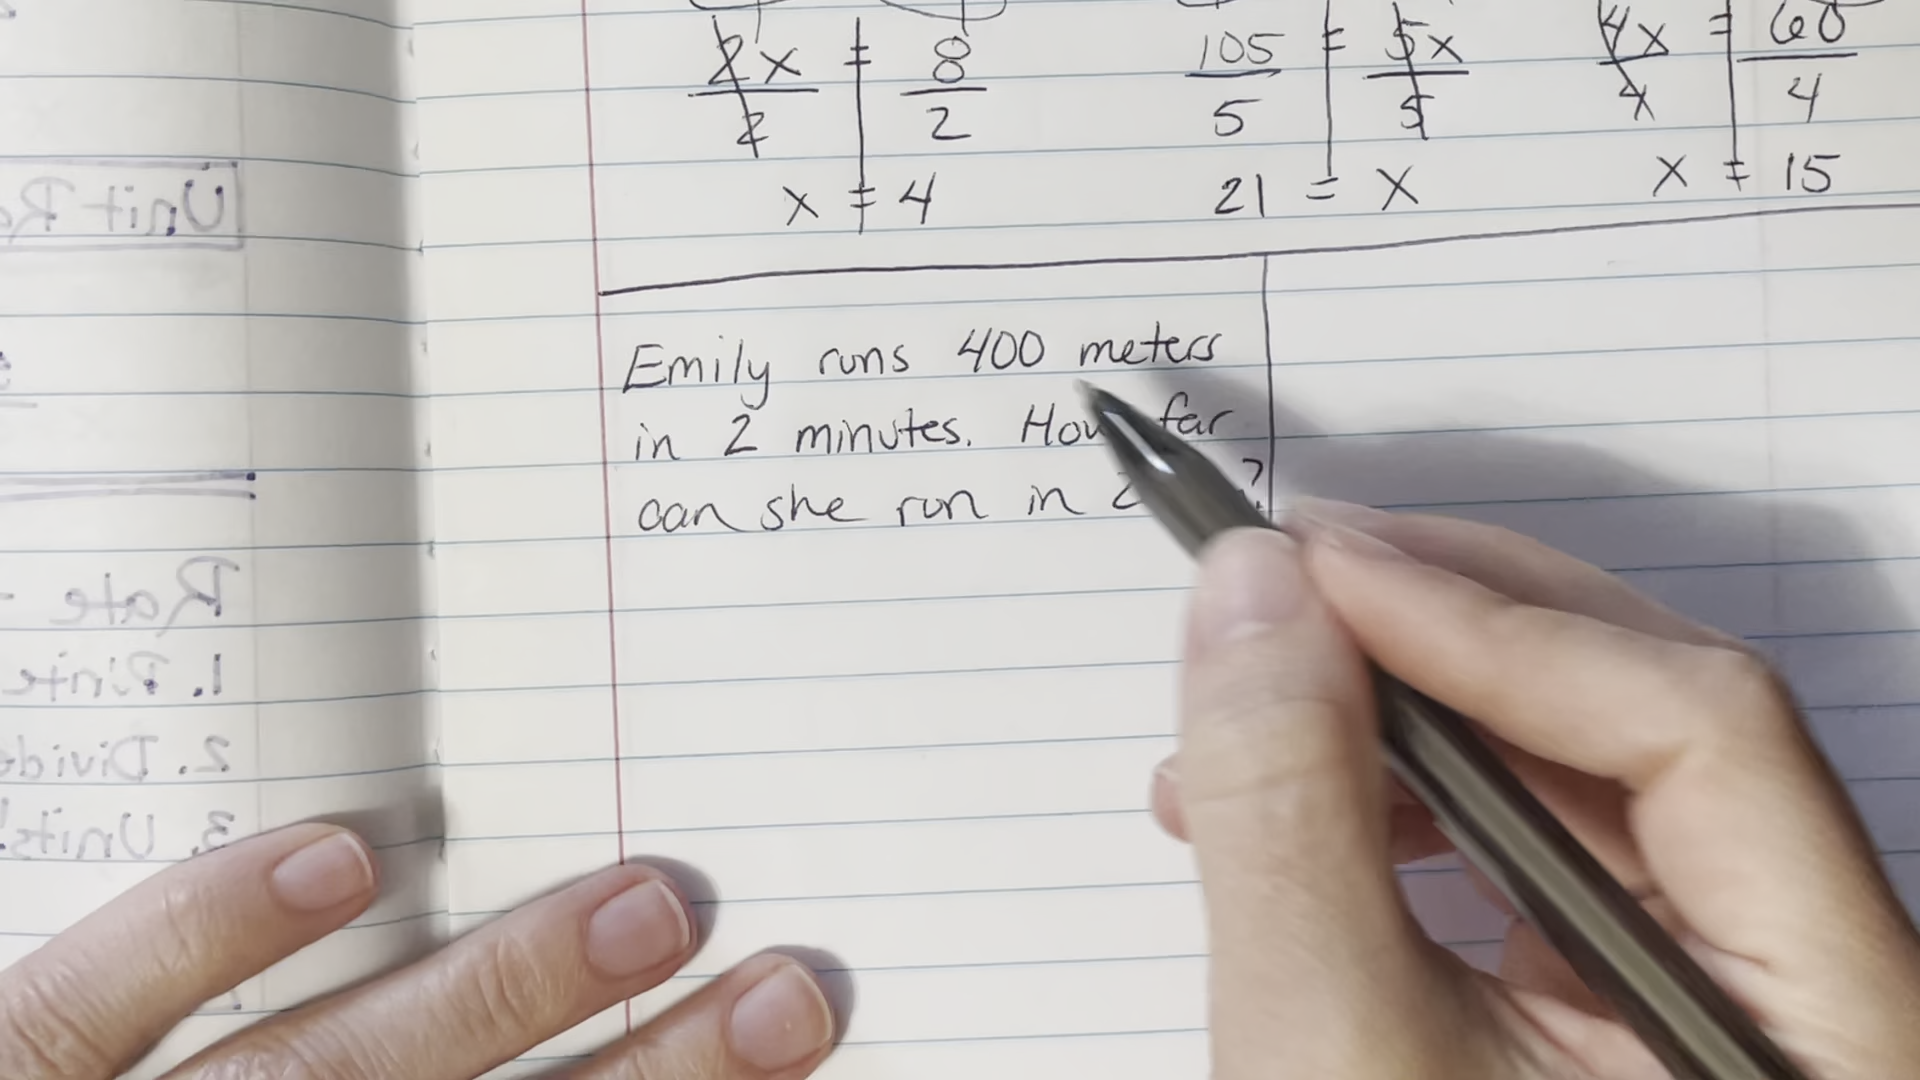 2x = 8
2 2
x = 4
105 = 5x
5 5
21 = x
4x = 60
4 4
x = 15
Emily runs 400 meters
in 2 minutes. How far
can she run in ?
Unit
Rate -
1.
2. Divide
3. Units!